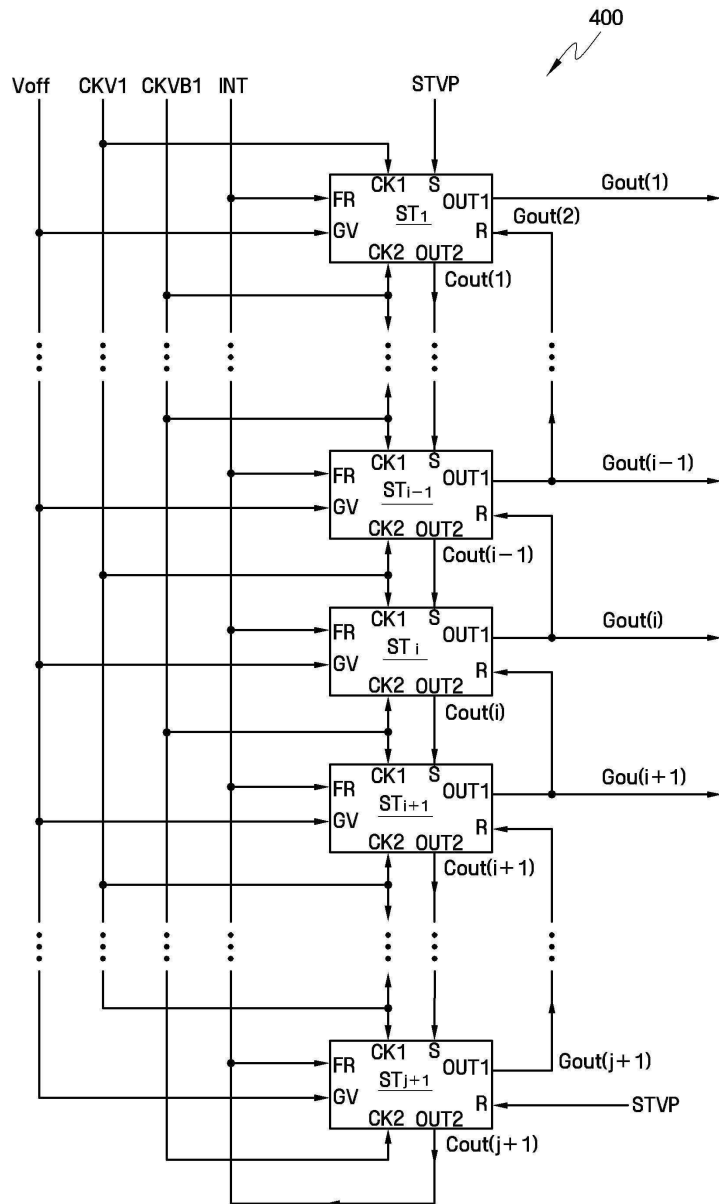 400
Voff CKV1 CKVB1 INT STVP
CK1 S
FR OUT1 Gout(1)
ST1 Gout(2)
GV R
CK2 OUT2
Cout(1)
CK1 S
FR OUT1 Gout(i-1)
STi-1
GV R
CK2 OUT2
Cout(i-1)
CK1 S
FR OUT1 Gout(i)
STi
GV R
CK2 OUT2
Cout(i)
CK1 S
FR OUT1 Gou(i+1)
STi+1
GV R
CK2 OUT2
Cout(i+1)
CK1 S
FR OUT1 Gout(j+1)
STj+1
GV R STVP
CK2 OUT2
Cout(j+1)